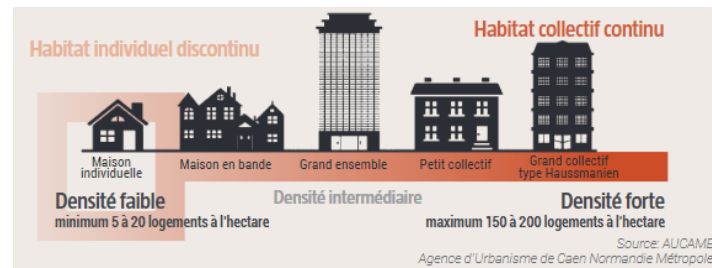 Habitat individuel discontinu
Habitat collectif continu
Maison
individuelle
Maison en bande
Grand ensemble
Petit collectif
Grand collectif
type Haussmanien
Densité faible
minimum 5 à 20 logements à l'hectare
Densité intermédiaire
Densité forte
maximum 150 à 200 logements à l'hectare
Source: AUCAME
Agence d'Urbanisme de Caen Normandie Métropole